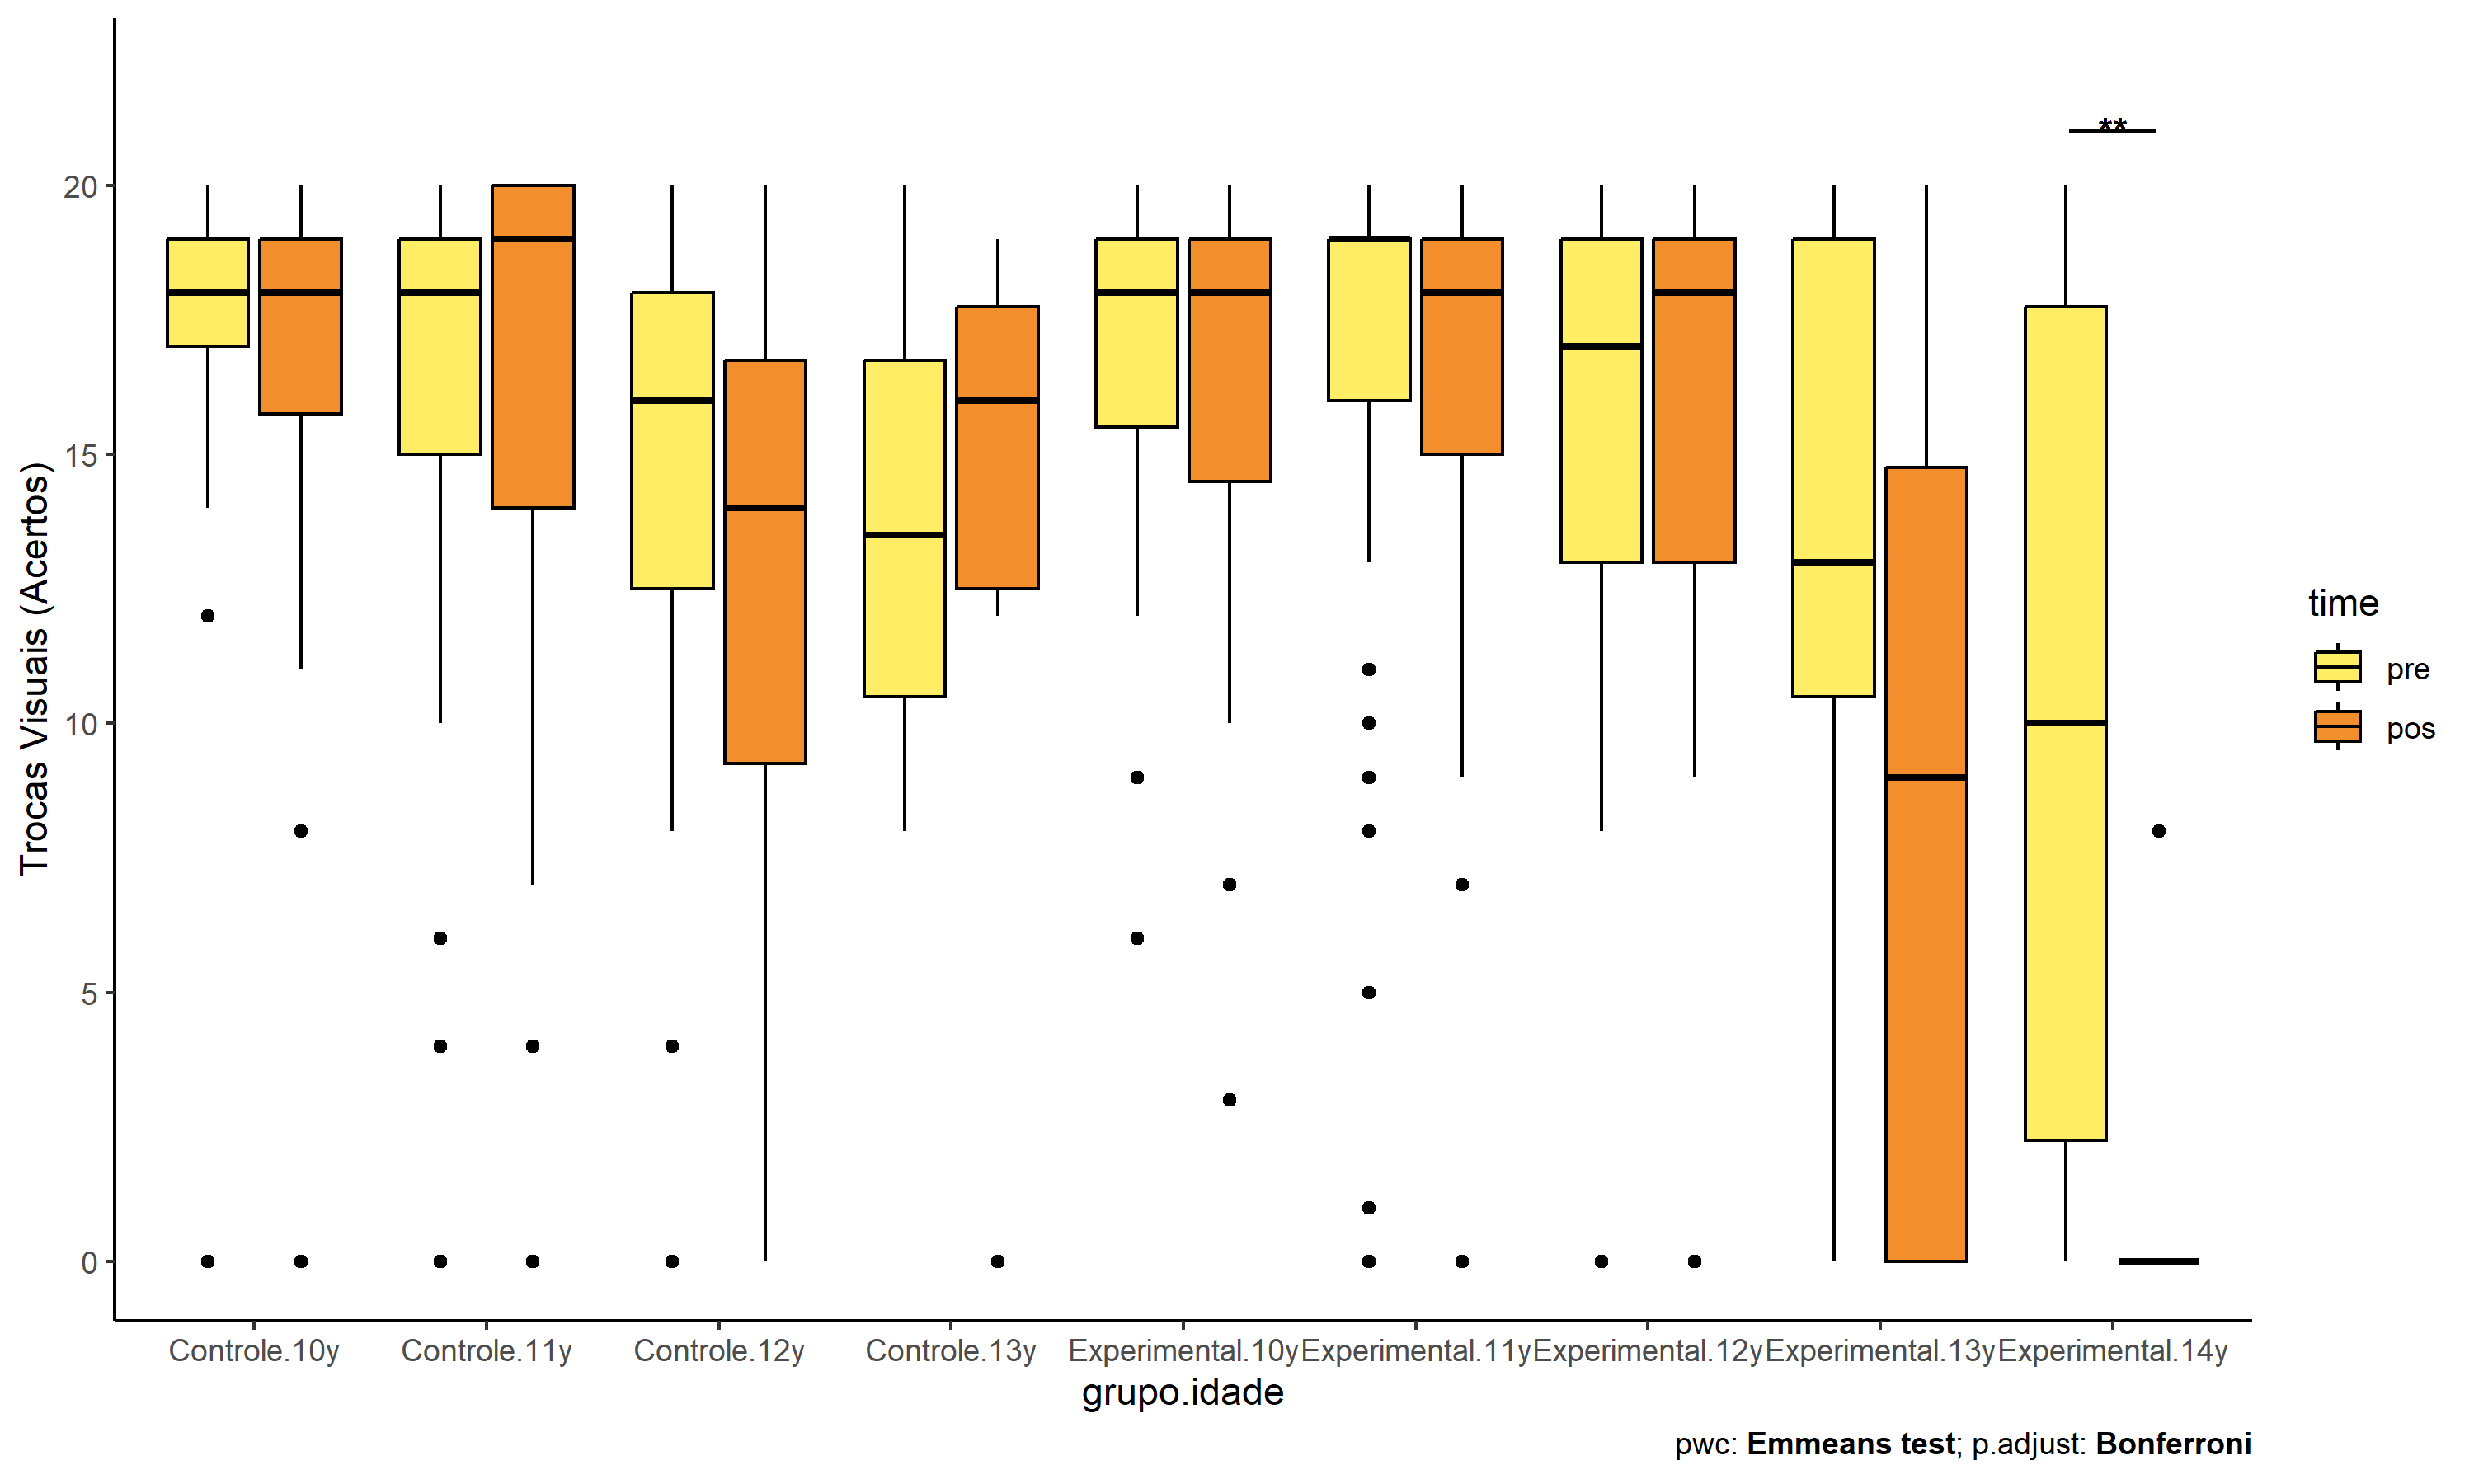 **
20
15
10
5
0
Trocas Visuais (Acertos)
time
pre
pos
Controle.10y Controle.11y Controle.12y Controle.13y Experimental.10y Experimental.11y Experimental.12y Experimental.13y Experimental.14y
grupo.idade
pwc: Emmeans test; p.adjust: Bonferroni